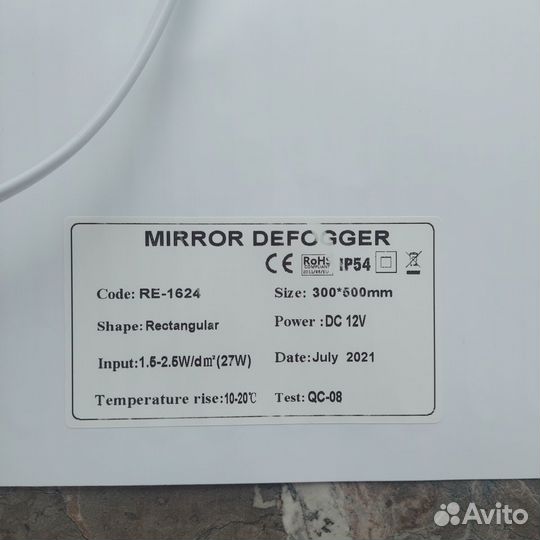 MIRROR DEFOGGER
CE RoHS IP54
COMPLIANT
Code: RE-1624 Size: 300*500mm
Shape: Rectangular Power :DC 12V
Input:1.5-2.5W/dm²(27W) Date:July 2021
Temperature rise:10-20℃ Test: QC-08
Avito